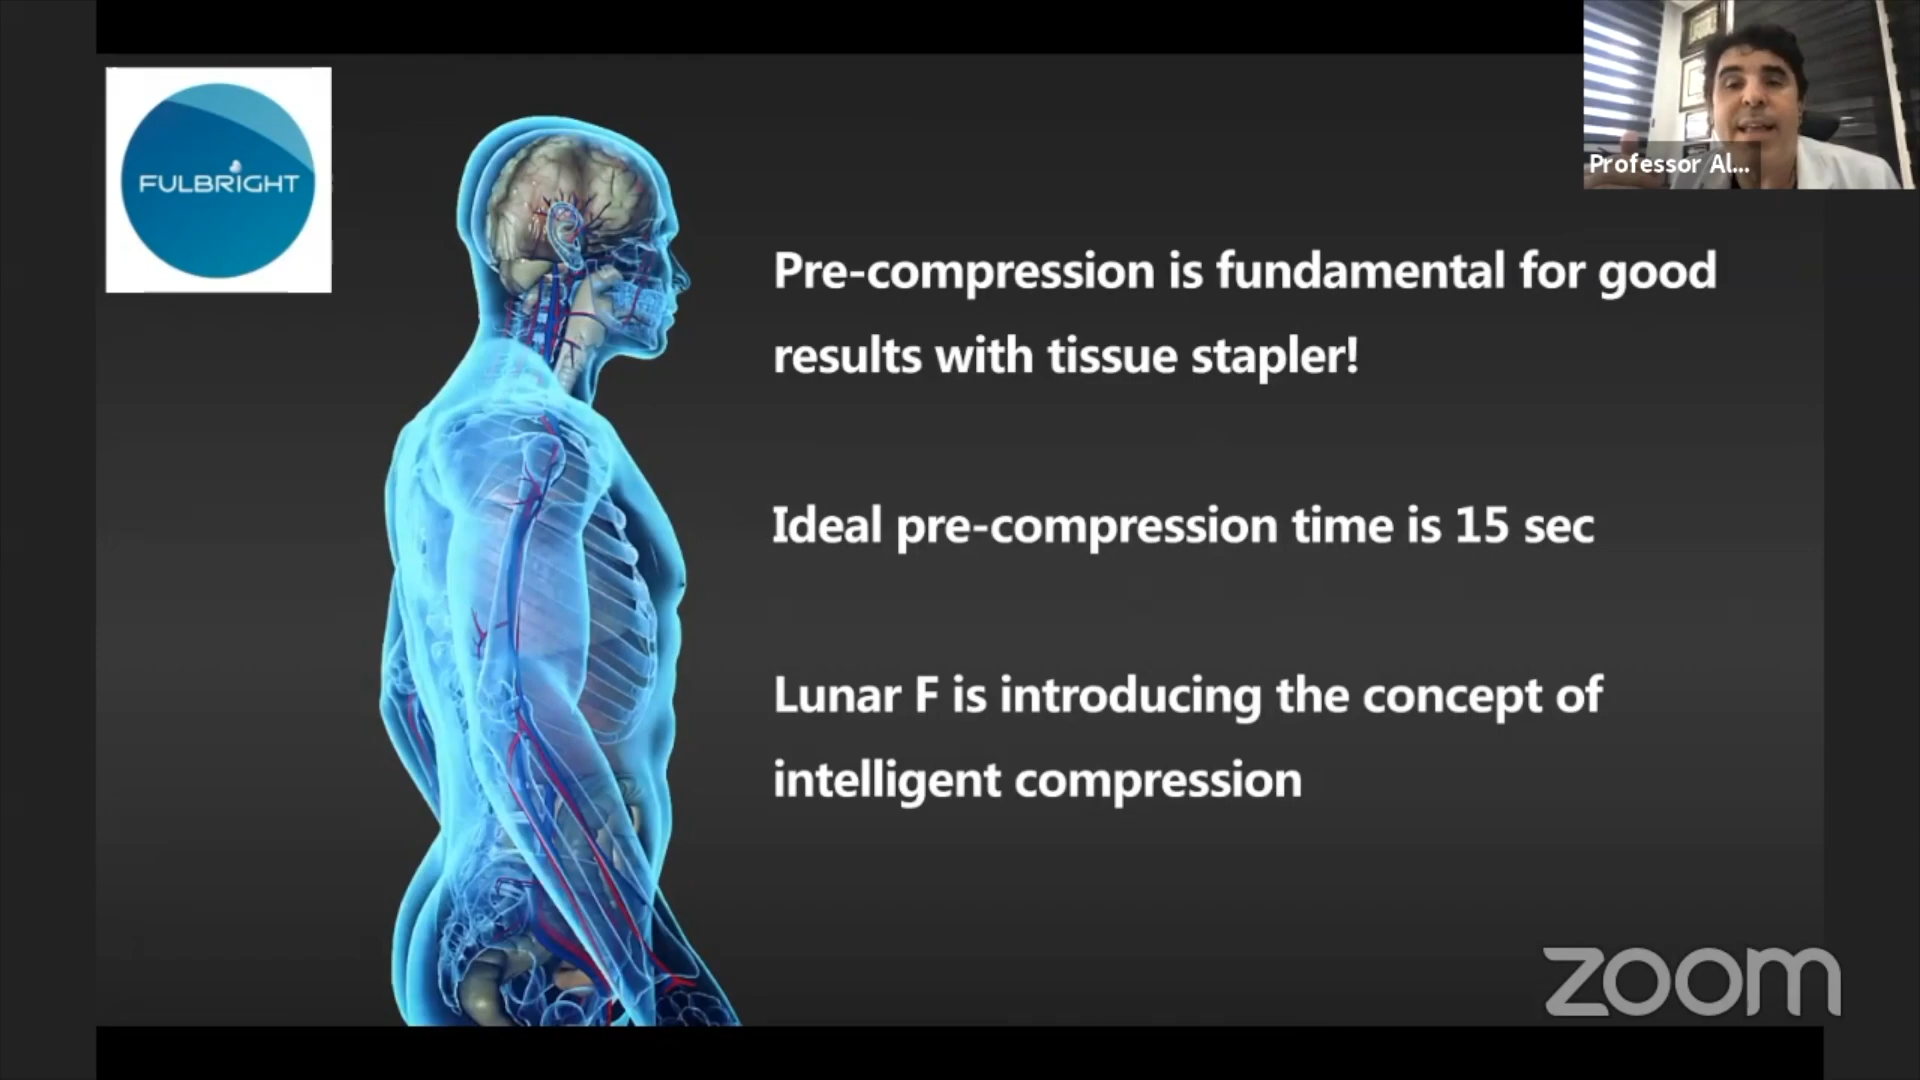 FULBRIGHT
Professor Al...
Pre-compression is fundamental for good
results with tissue stapler!
Ideal pre-compression time is 15 sec
Lunar F is introducing the concept of
intelligent compression
zoom